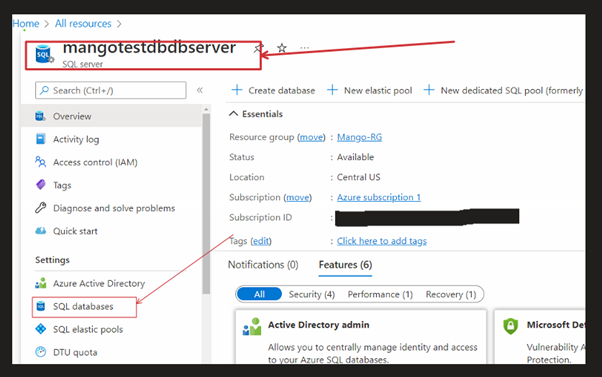 Home > All resources >
mangotestdbdbserver
SQL server
Search (Ctrl+/)
Overview
Activity log
Access control (IAM)
Tags
Diagnose and solve problems
Quick start
Settings
Azure Active Directory
SQL databases
SQL elastic pools
DTU quota
Create database
New elastic pool
New dedicated SQL pool (formerly
Essentials
Resource group (move) : Mango-RG
Status : Available
Location : Central US
Subscription (move) : Azure subscription 1
Subscription ID :
Tags (edit) : Click here to add tags
Notifications (0) Features (6)
All Security (4) Performance (1) Recovery (1)
Active Directory admin
Allows you to centrally manage identity and access
to your Azure SQL databases.
Microsoft De
Vulnerability A
Protection.